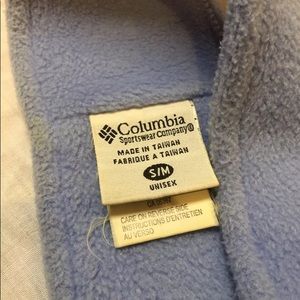 Columbia
Sportswear Company®
MADE IN TAIWAN
FABRIQUE A TAIWAN
S/M
UNISEX
CARE ON REVERSE SIDE
INSTRUCTIONS D'ENTRETIEN
AU VERSO